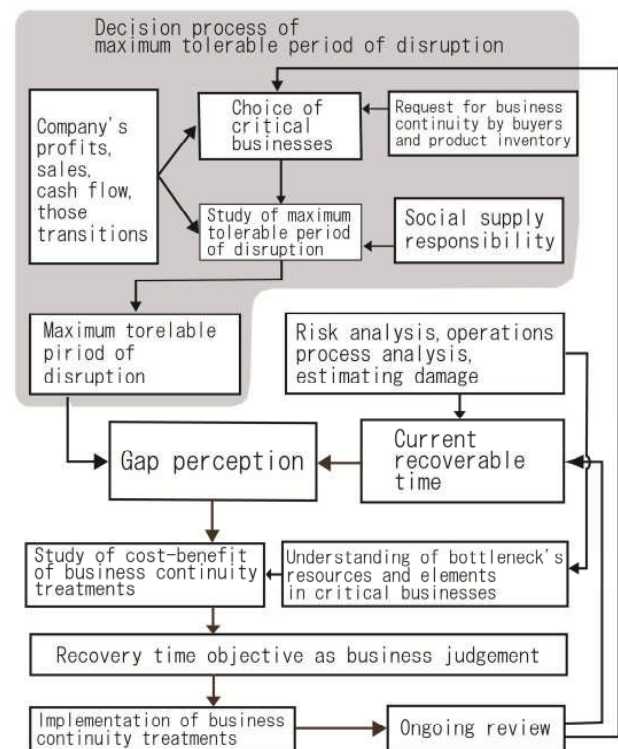 Decision process of
maximum tolerable period of disruption
Company's
profits,
sales,
cash flow,
those
transitions
Choice of
critical
businesses
Request for business
continuity by buyers
and product inventory
Study of maximum
tolerable period
of disruption
Social supply
responsibility
Maximum torelable
piriod of
disruption
Risk analysis, operations
process analysis,
estimating damage
Gap perception
Current
recoverable
time
Study of cost-benefit
of business continuity
treatments
Understanding of bottleneck's
resources and elements
in critical businesses
Recovery time objective as business judgement
Implementation of business
continuity treatments
Ongoing review